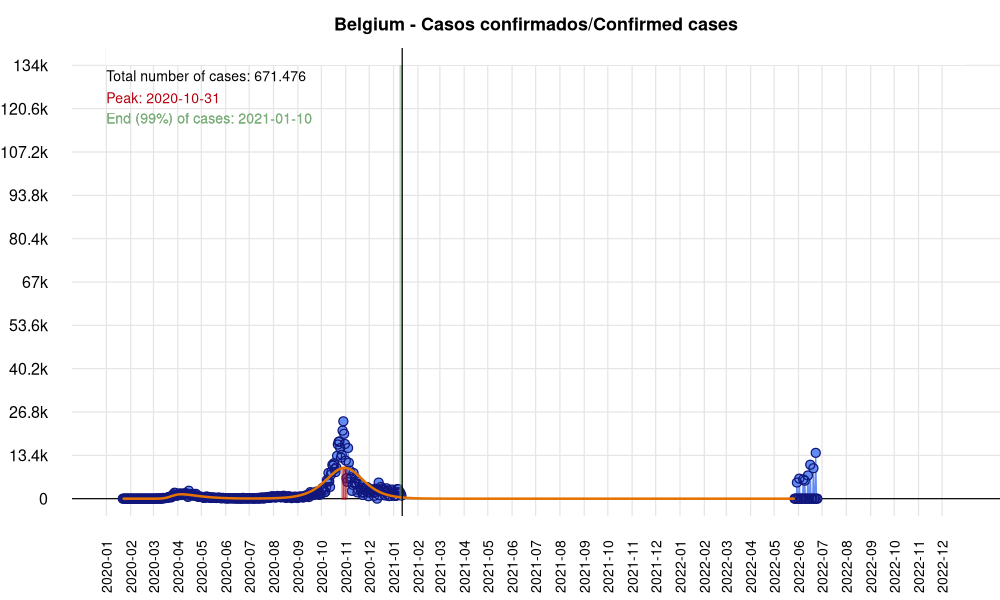 Belgium - Casos confirmados/Confirmed cases
134k
Total number of cases: 671.476
Peak: 2020-10-31
End (99%) of cases: 2021-01-10
120.6k
107.2k
93.8k
80.4k
67k
53.6k
40.2k
26.8k
13.4k
0
2020-01
2020-02
2020-03
2020-04
2020-05
2020-06
2020-07
2020-08
2020-09
2020-10
2020-11
2020-12
2021-01
2021-02
2021-03
2021-04
2021-05
2021-06
2021-07
2021-08
2021-09
2021-10
2021-11
2021-12
2022-01
2022-02
2022-03
2022-04
2022-05
2022-06
2022-07
2022-08
2022-09
2022-10
2022-11
2022-12